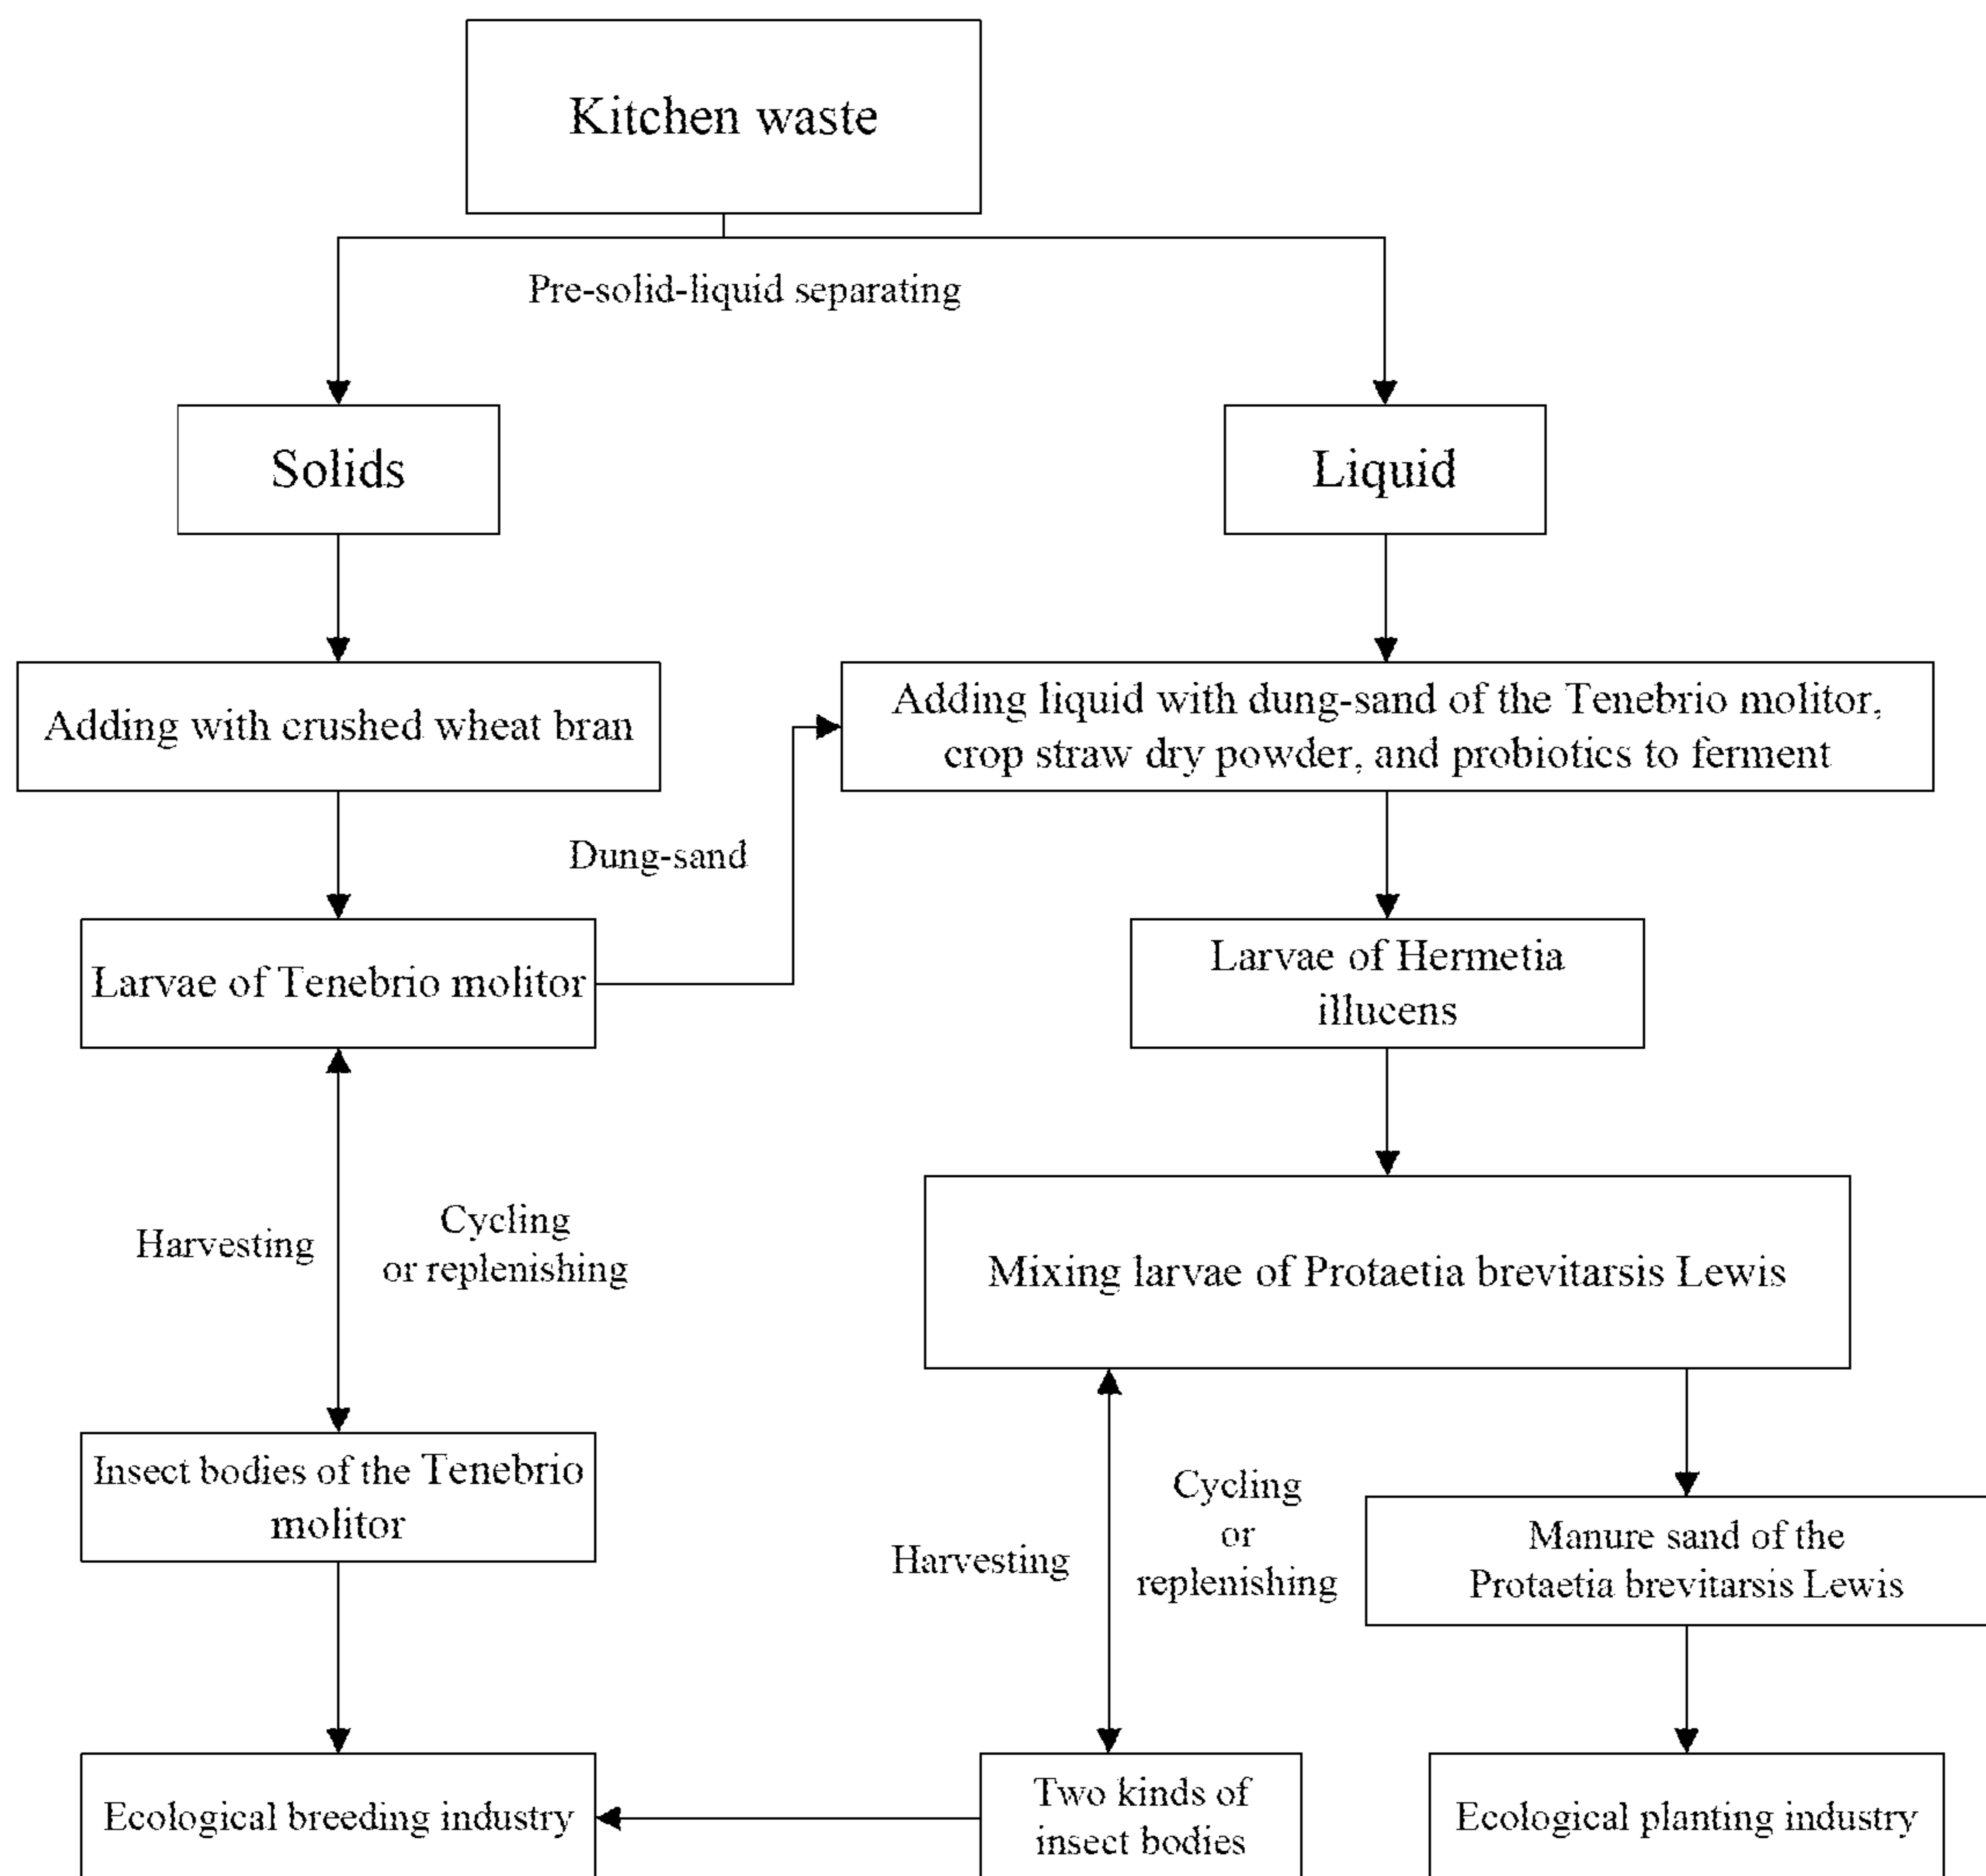 Kitchen waste
Pre-solid-liquid separating
Solids
Liquid
Adding with crushed wheat bran
Adding liquid with dung-sand of the Tenebrio molitor,
crop straw dry powder, and probiotics to ferment
Dung-sand
Larvae of Tenebrio molitor
Larvae of Hermetia
illucens
Harvesting
Cycling
or replenishing
Mixing larvae of Protaetia brevitarsis Lewis
Insect bodies of the Tenebrio
molitor
Harvesting
Cycling
or
replenishing
Manure sand of the
Protaetia brevitarsis Lewis
Ecological breeding industry
Two kinds of
insect bodies
Ecological planting industry